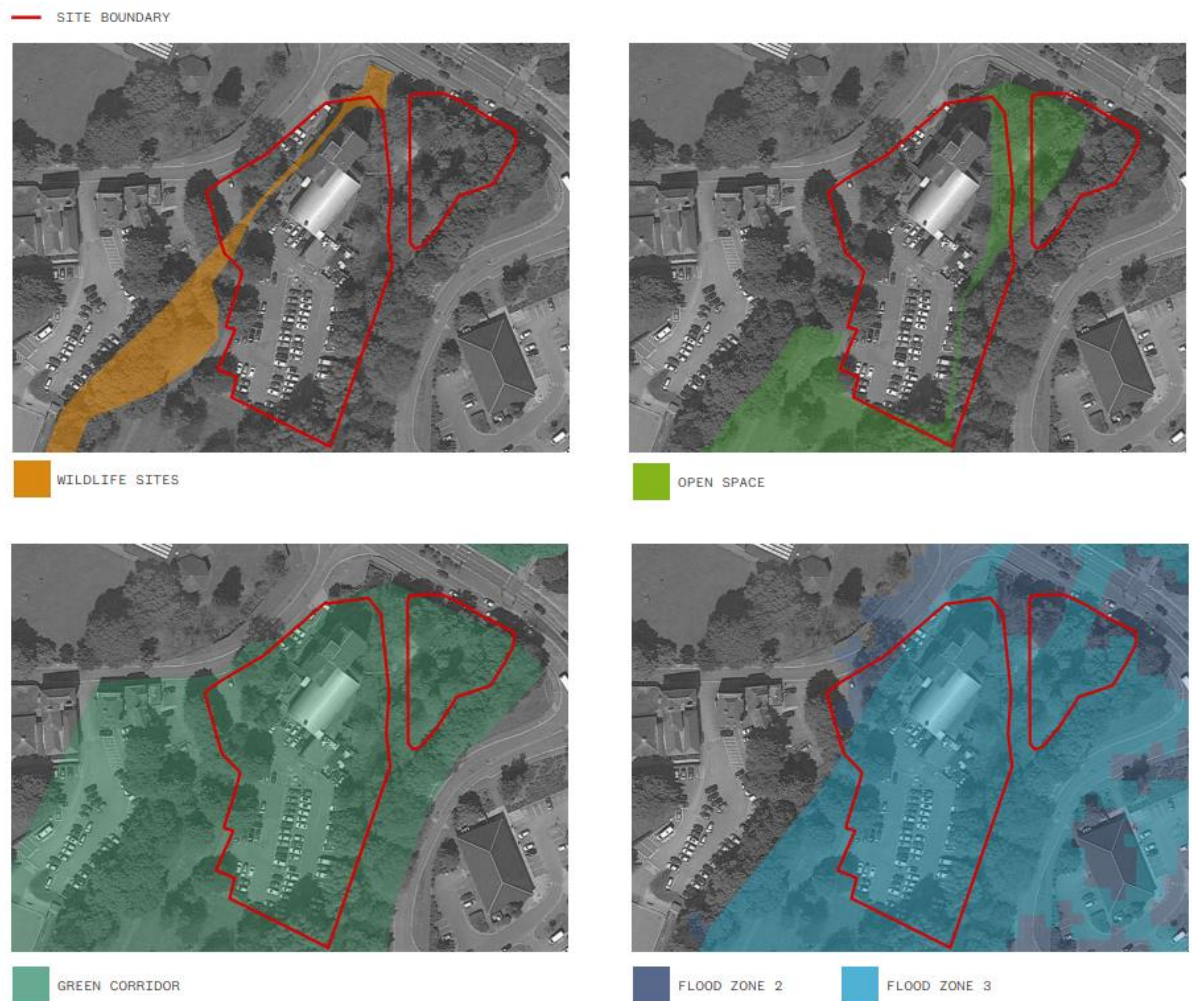 SITE BOUNDARY
WILDLIFE SITES
OPEN SPACE
GREEN CORRIDOR
FLOOD ZONE 2
FLOOD ZONE 3